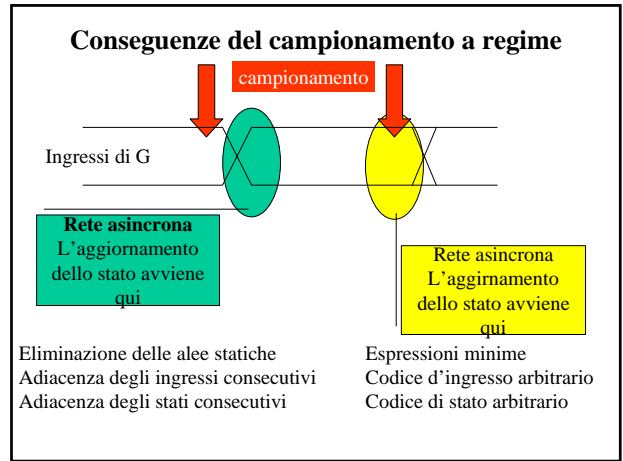 Conseguenze del campionamento a regime
campionamento
Ingressi di G
Rete asincrona
L'aggiornamento
dello stato avviene
qui
Rete asincrona
L'aggirnamento
dello stato avviene
qui
Eliminazione delle alee statiche
Adiacenza degli ingressi consecutivi
Adiacenza degli stati consecutivi
Espressioni minime
Codice d'ingresso arbitrario
Codice di stato arbitrario